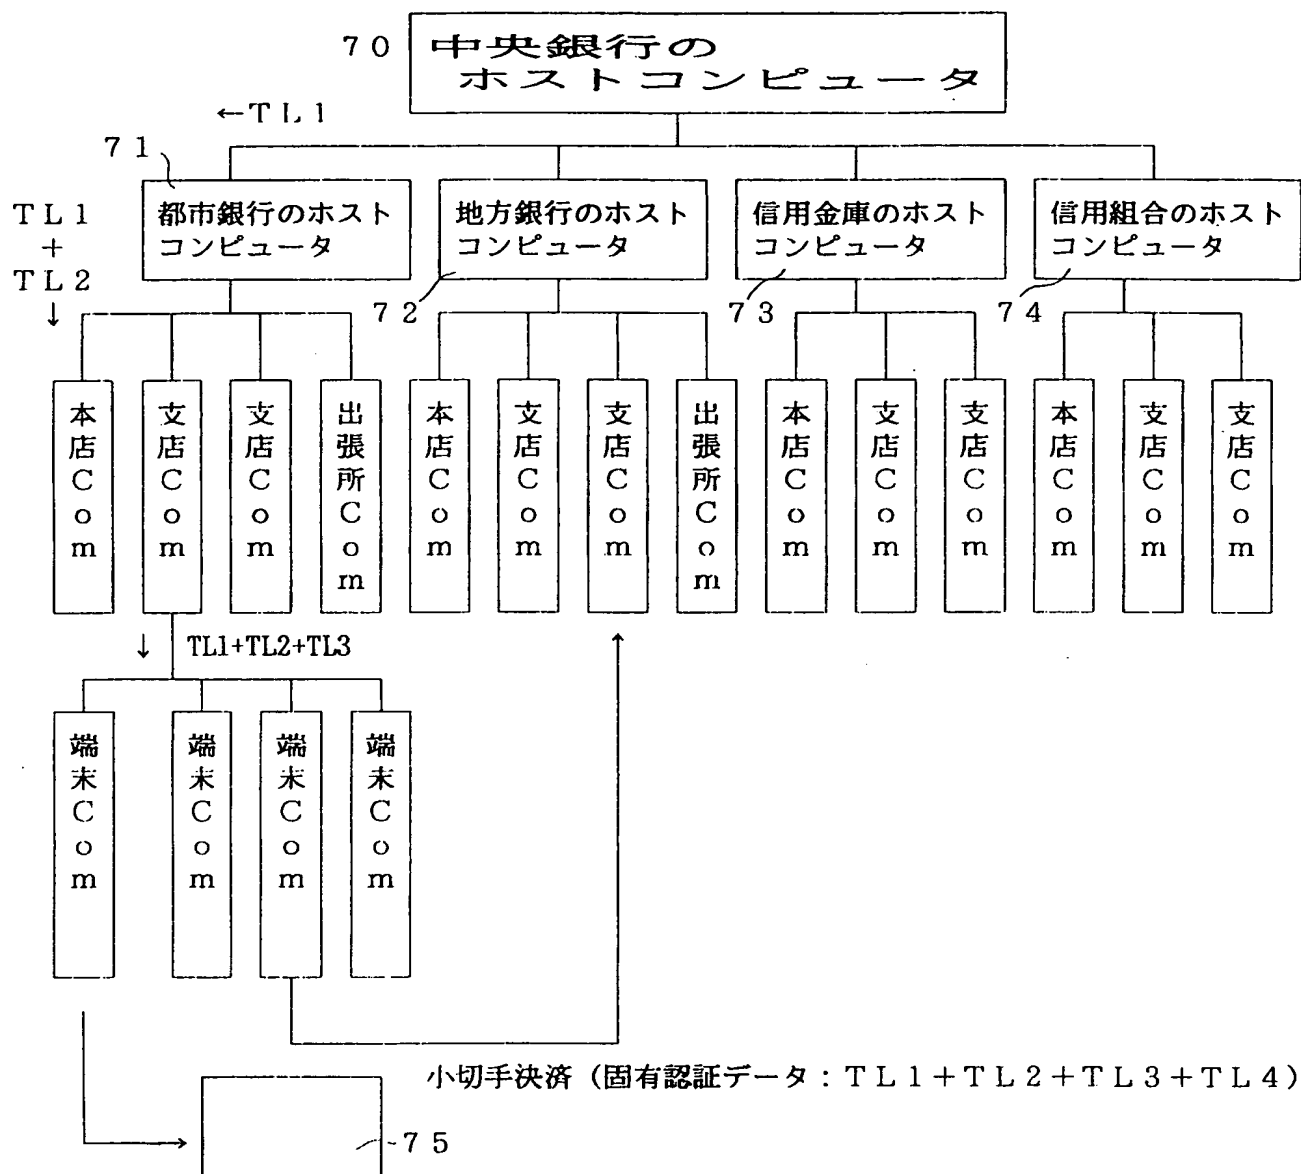 70
中央銀行の
ホストコンピュータ
←TL1
71
TL1
+
TL2
↓
都市銀行のホスト
コンピュータ
地方銀行のホスト
コンピュータ
信用金庫のホスト
コンピュータ
信用組合のホスト
コンピュータ
72
73
74
本店Com
支店Com
支店Com
出張所Com
本店Com
支店Com
支店Com
出張所Com
本店Com
支店Com
支店Com
本店Com
支店Com
支店Com
↓ TL1+TL2+TL3
端末Com
端末Com
端末Com
端末Com
小切手決済（固有認証データ：TL1+TL2+TL3+TL4）
75